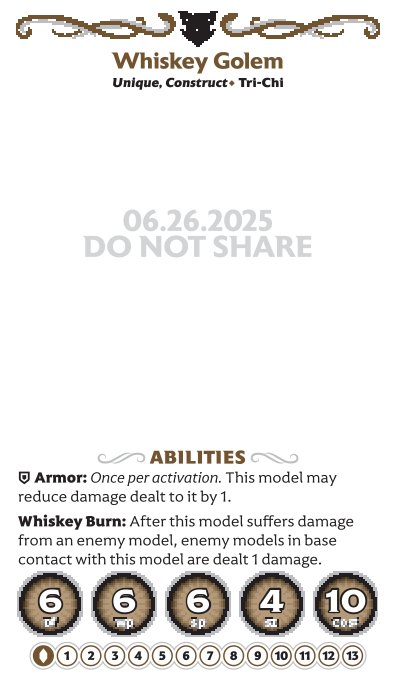 Whiskey Golem
Unique, Construct • Tri-Chi
06.26.2025
DO NOT SHARE
ABILITIES
Armor: Once per activation. This model may
reduce damage dealt to it by 1.
Whiskey Burn: After this model suffers damage
from an enemy model, enemy models in base
contact with this model are dealt 1 damage.
6 6 6 4 10
df wp sp sz cost
1 2 3 4 5 6 7 8 9 10 11 12 13